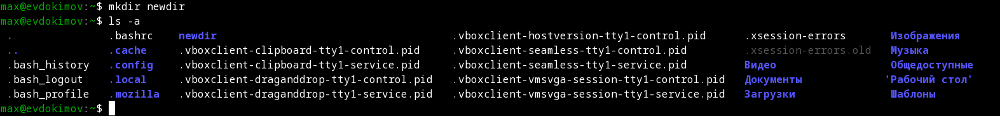 max@evdokimov:~$ mkdir newdir
max@evdokimov:~$ ls -a
.               .bashrc    newdir                                     .vboxclient-hostversion-tty1-control.pid      .xsession-errors       Изображения
..              .cache     .vboxclient-clipboard-tty1-control.pid     .vboxclient-seamless-tty1-control.pid         .xsession-errors.old   Музыка
.bash_history   .config    .vboxclient-clipboard-tty1-service.pid     .vboxclient-seamless-tty1-service.pid         Видео                  Общедоступные
.bash_logout    .local     .vboxclient-draganddrop-tty1-control.pid   .vboxclient-vmsvga-session-tty1-control.pid   Документы             'Рабочий стол'
.bash_profile   .mozilla   .vboxclient-draganddrop-tty1-service.pid   .vboxclient-vmsvga-session-tty1-service.pid   Загрузки               Шаблоны
max@evdokimov:~$